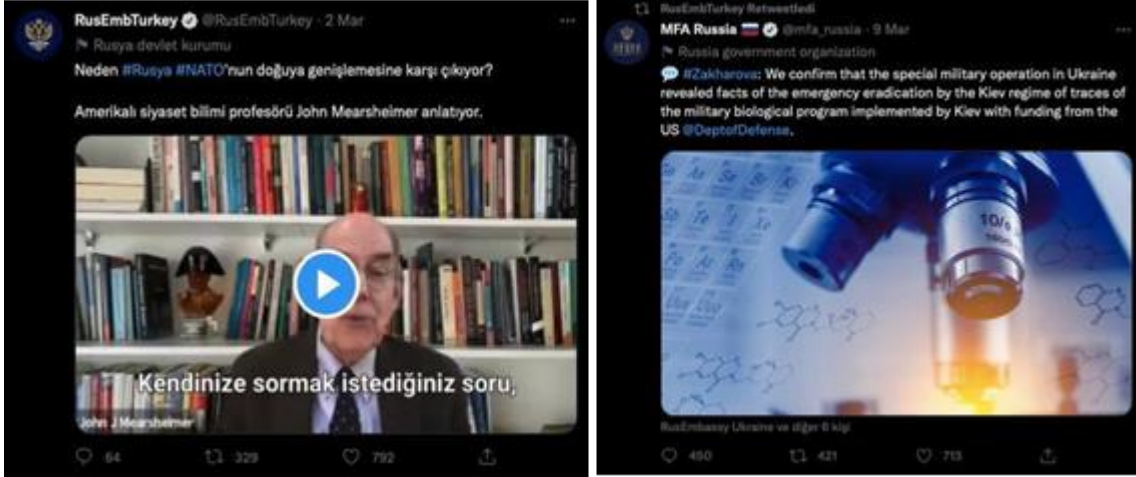 RusEmbTurkey @RusEmbTurkey · 2 Mar
Rusya devlet kurumu
Neden #Rusya #NATO'nun doğuya genişlemesine karşı çıkıyor?
Amerikalı siyaset bilimi profesörü John Mearsheimer anlatıyor.
Kendinize sormak istediğiniz soru,
John J Mearsheimer
64 329 792
RusEmbTurkey Retweetledi
MFA Russia @mfa_russia · 9 Mar
Russia government organization
#Zakharova: We confirm that the special military operation in Ukraine
revealed facts of the emergency eradication by the Kiev regime of traces of
the military biological program implemented by Kiev with funding from the
US @DeptofDefense.
10/
RusEmbassy Ukraine ve diğer 6 kişi
450 421 713